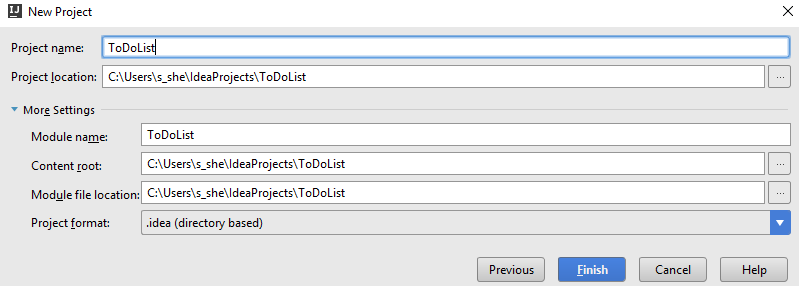 IJ New Project
Project name: ToDoList
Project location: C:\Users\s_she\IdeaProjects\ToDoList ...
More Settings
Module name: ToDoList
Content root: C:\Users\s_she\IdeaProjects\ToDoList ...
Module file location: C:\Users\s_she\IdeaProjects\ToDoList ...
Project format: .idea (directory based)
Previous Finish Cancel Help